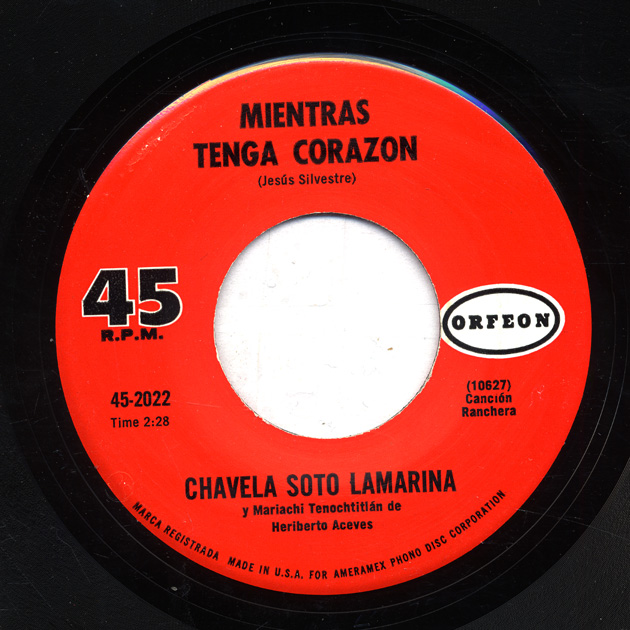 MIENTRAS
TENGA CORAZON
(Jesús Silvestre)
45
R.P.M.
ORFEON
45-2022
Time 2:28
(10627)
Canción
Ranchera
CHAVELA SOTO LAMARINA
y Mariachi Tenochtitlán de
Heriberto Aceves
MARCA REGISTRADA MADE IN U.S.A. FOR AMERAMEX PHONO DISC CORPORATION